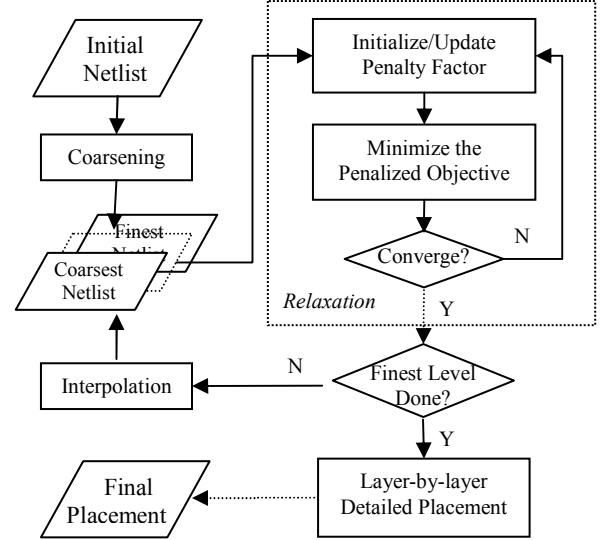 Initial
Netlist
Coarsening
Finest
Netlist
Coarsest
Netlist
Interpolation
Final
Placement
Initialize/Update
Penalty Factor
Minimize the
Penalized Objective
Converge?
N
Relaxation
Y
Finest Level
Done?
N
Y
Layer-by-layer
Detailed Placement